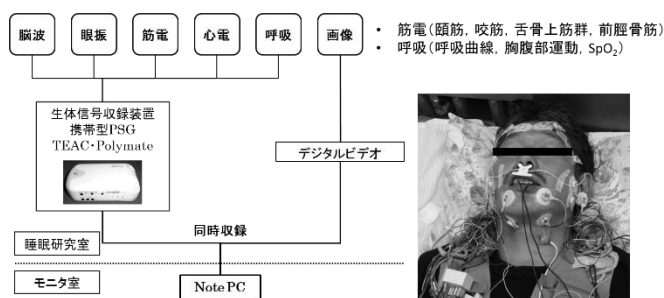 脳波
眼振
筋電
心電
呼吸
画像
• 筋電(頤筋, 咬筋, 舌骨上筋群, 前脛骨筋)
• 呼吸(呼吸曲線, 胸腹部運動, SpO₂)
生体信号収録装置
携帯型PSG
TEAC・Polymate
デジタルビデオ
同時収録
睡眠研究室
モニタ室
Note PC